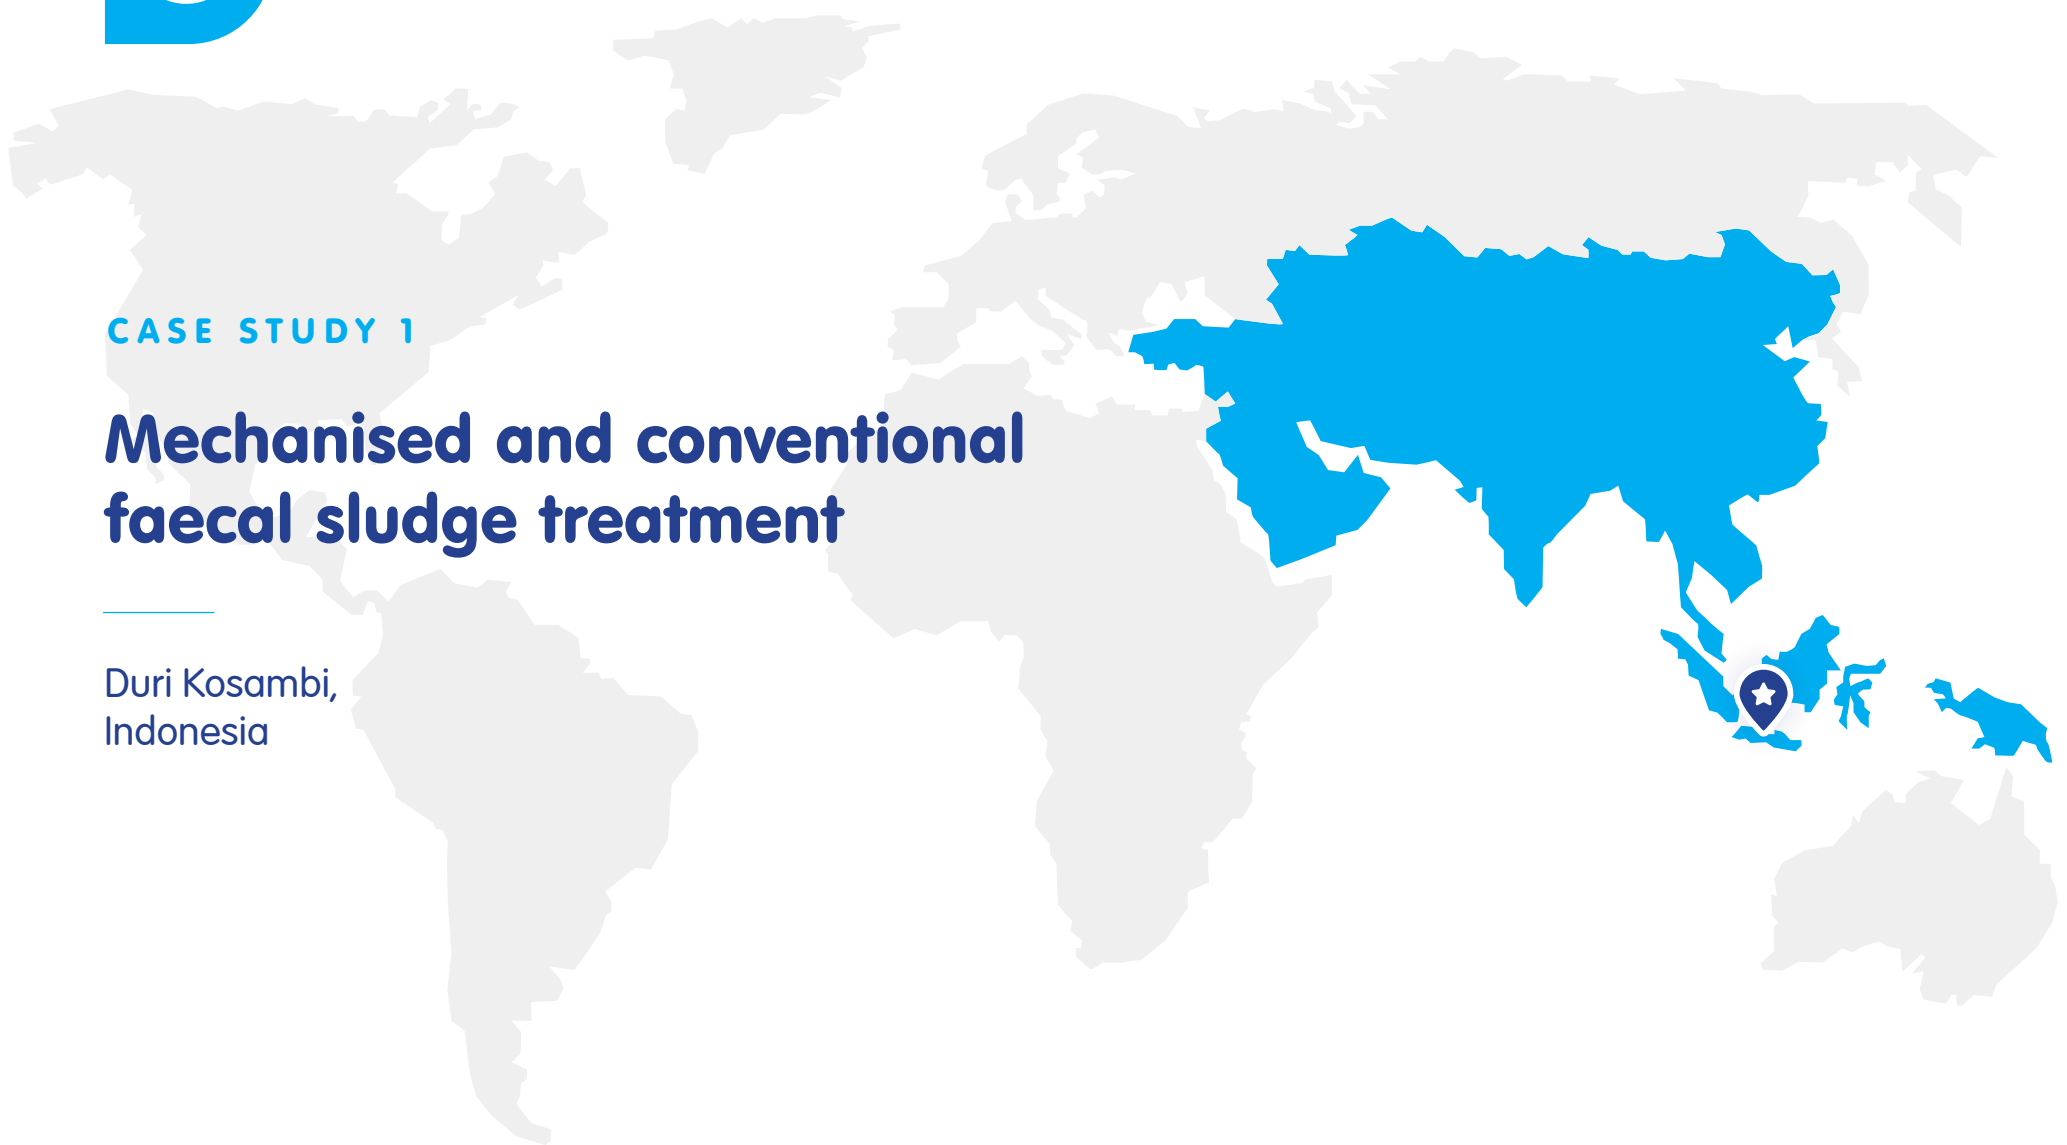 CASE STUDY 1
Mechanised and conventional
faecal sludge treatment
Duri Kosambi,
Indonesia